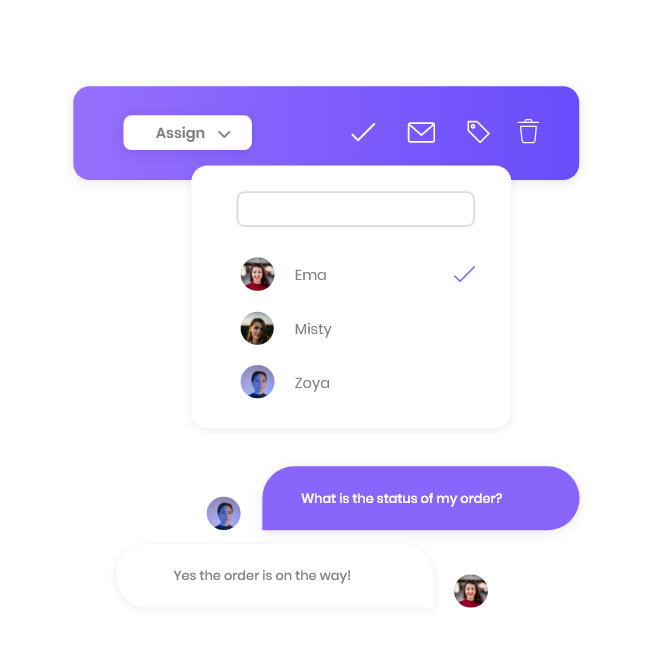 Assign
Ema
Misty
Zoya
What is the status of my order?
Yes the order is on the way!